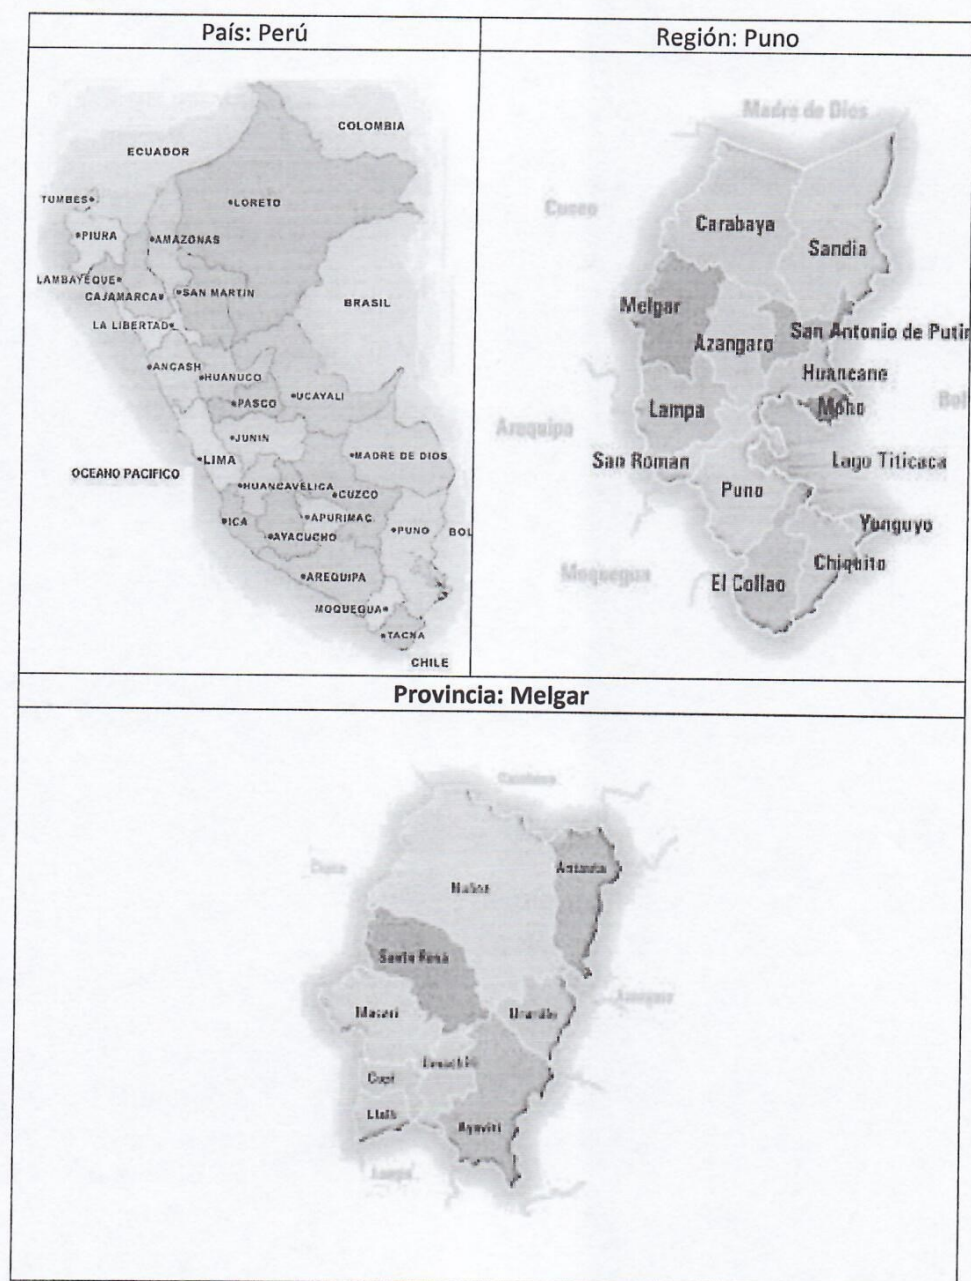 País: Perú
Región: Puno
COLOMBIA
ECUADOR
TUMBES
LORETO
PIURA
AMAZONAS
LAMBAYEQUE
CAJAMARCA
SAN MARTIN
BRASIL
LA LIBERTAD
ANCASH
HUANUCO
PASCO
UCAYALI
JUNIN
LIMA
MADRE DE DIOS
OCEANO PACIFICO
HUANCAVELICA
CUZCO
ICA
APURIMAC
AYACUCHO
PUNO
BOL
AREQUIPA
MOQUEGUA
TACNA
CHILE
Madre de Dios
Cusco
Carabaya
Sandia
Melgar
San Antonio de Putin
Azangaro
Huancane
Moho
Bol
Lampa
Arequipa
San Roman
Lago Titicaca
Puno
Yunguyo
Chiquito
Moquegua
El Collao
Provincia: Melgar
Nuñoz
Santa Rosa
Macari
Cupi
Llalli
Ayaviri